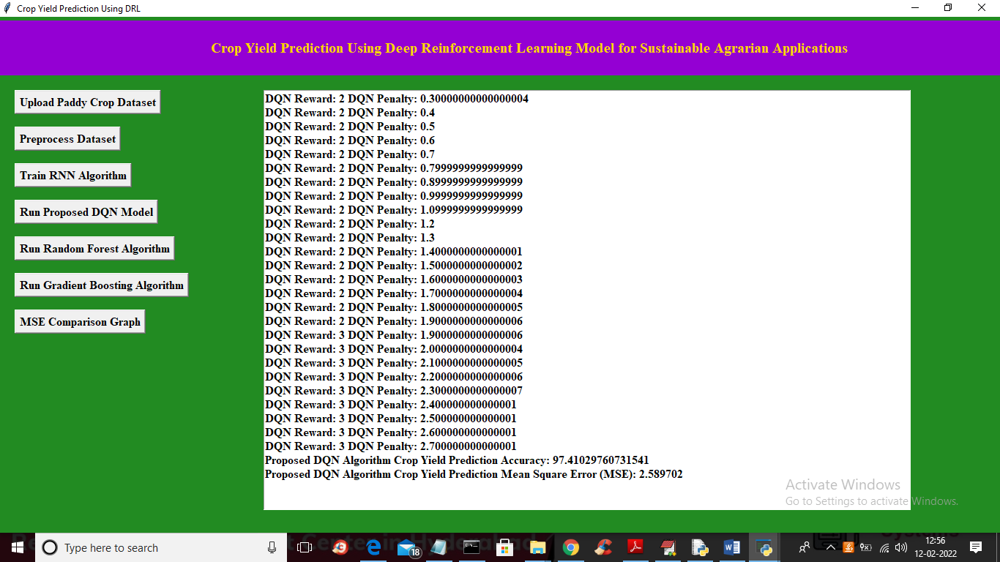 Crop Yield Prediction Using DRL
Crop Yield Prediction Using Deep Reinforcement Learning Model for Sustainable Agrarian Applications
Upload Paddy Crop Dataset
Preprocess Dataset
Train RNN Algorithm
Run Proposed DQN Model
Run Random Forest Algorithm
Run Gradient Boosting Algorithm
MSE Comparison Graph
DQN Reward: 2 DQN Penalty: 0.30000000000000004
DQN Reward: 2 DQN Penalty: 0.4
DQN Reward: 2 DQN Penalty: 0.5
DQN Reward: 2 DQN Penalty: 0.6
DQN Reward: 2 DQN Penalty: 0.7
DQN Reward: 2 DQN Penalty: 0.7999999999999999
DQN Reward: 2 DQN Penalty: 0.8999999999999999
DQN Reward: 2 DQN Penalty: 0.9999999999999999
DQN Reward: 2 DQN Penalty: 1.0999999999999999
DQN Reward: 2 DQN Penalty: 1.2
DQN Reward: 2 DQN Penalty: 1.3
DQN Reward: 2 DQN Penalty: 1.4000000000000001
DQN Reward: 2 DQN Penalty: 1.5000000000000002
DQN Reward: 2 DQN Penalty: 1.6000000000000003
DQN Reward: 2 DQN Penalty: 1.7000000000000004
DQN Reward: 2 DQN Penalty: 1.8000000000000005
DQN Reward: 2 DQN Penalty: 1.9000000000000006
DQN Reward: 3 DQN Penalty: 1.9000000000000006
DQN Reward: 3 DQN Penalty: 2.0000000000000004
DQN Reward: 3 DQN Penalty: 2.1000000000000005
DQN Reward: 3 DQN Penalty: 2.2000000000000006
DQN Reward: 3 DQN Penalty: 2.3000000000000007
DQN Reward: 3 DQN Penalty: 2.400000000000001
DQN Reward: 3 DQN Penalty: 2.500000000000001
DQN Reward: 3 DQN Penalty: 2.600000000000001
DQN Reward: 3 DQN Penalty: 2.700000000000001
Proposed DQN Algorithm Crop Yield Prediction Accuracy: 97.41029760731541
Proposed DQN Algorithm Crop Yield Prediction Mean Square Error (MSE): 2.589702
Activate Windows
Go to Settings to activate Windows.
Type here to search
18
12:56
12-02-2022